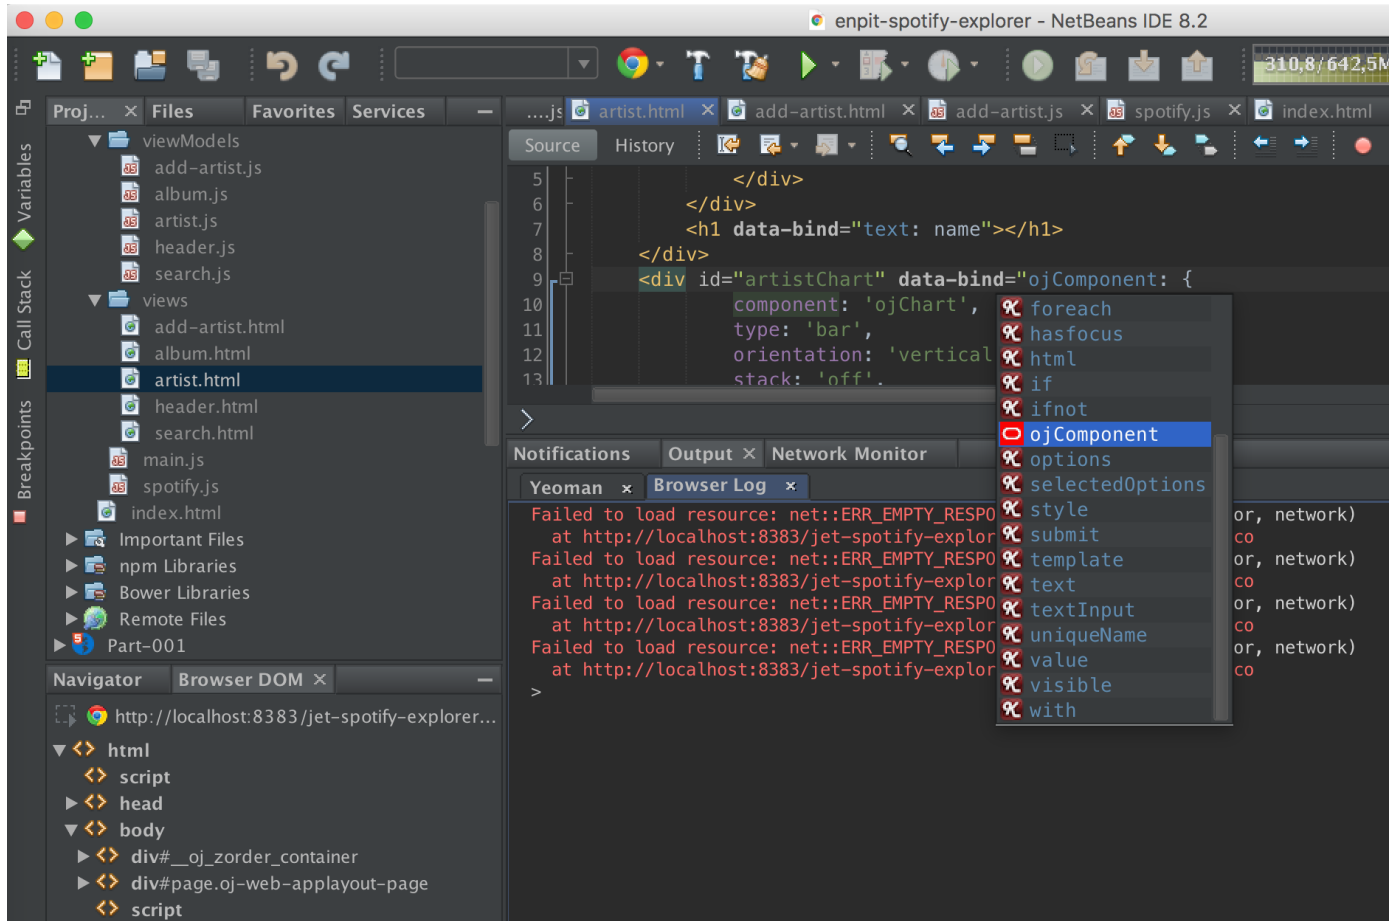 enpit-spotify-explorer - NetBeans IDE 8.2
310,8/642,5M
Variables
Call Stack
Breakpoints
Proj...
Files
Favorites
Services
viewModels
add-artist.js
album.js
artist.js
header.js
search.js
views
add-artist.html
album.html
artist.html
header.html
search.html
main.js
spotify.js
index.html
Important Files
npm Libraries
Bower Libraries
Remote Files
Part-001
Navigator
Browser DOM
http://localhost:8383/jet-spotify-explorer...
html
script
head
body
div#__oj_zorder_container
div#page.oj-web-applayout-page
script
....js
artist.html
add-artist.html
add-artist.js
spotify.js
index.html
Source
History
5 </div>
6 </div>
7 <h1 data-bind="text: name"></h1>
8 </div>
9 <div id="artistChart" data-bind="ojComponent: {
10 component: 'ojChart',
11 type: 'bar',
12 orientation: 'vertical
13 stack: 'off',
foreach
hasfocus
html
if
ifnot
ojComponent
options
selectedOptions
style
submit
template
text
textInput
uniqueName
value
visible
with
Notifications
Output
Network Monitor
Yeoman
Browser Log
Failed to load resource: net::ERR_EMPTY_RESPO or, network)
at http://localhost:8383/jet-spotify-explor co
Failed to load resource: net::ERR_EMPTY_RESPO or, network)
at http://localhost:8383/jet-spotify-explor co
Failed to load resource: net::ERR_EMPTY_RESPO or, network)
at http://localhost:8383/jet-spotify-explor co
Failed to load resource: net::ERR_EMPTY_RESPO or, network)
at http://localhost:8383/jet-spotify-explor co
>